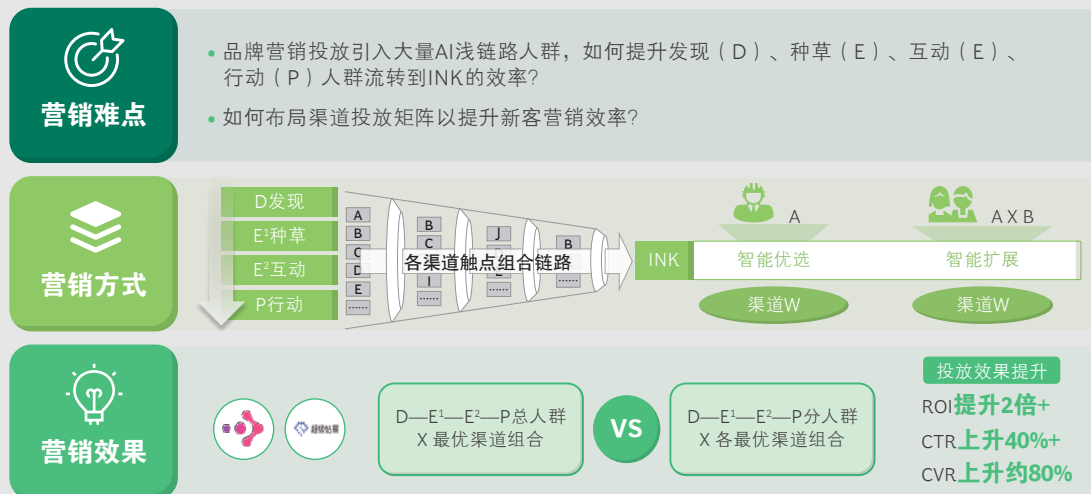 营销难点
• 品牌营销投放引入大量AI浅链路人群，如何提升发现（D）、种草（E）、互动（E）、
行动（P）人群流转到INK的效率?
• 如何布局渠道投放矩阵以提升新客营销效率?
营销方式
D发现
E¹种草
E²互动
P行动
A
B
C
D
E
......
B
C
I
......
J
......
B
......
各渠道触点组合链路
INK
A
智能优选
渠道W
A X B
智能扩展
渠道W
营销效果
超级钻展
D—E¹—E²—P总人群
X 最优渠道组合
VS
D—E¹—E²—P分人群
X 各最优渠道组合
投放效果提升
ROI提升2倍+
CTR上升40%+
CVR上升约80%